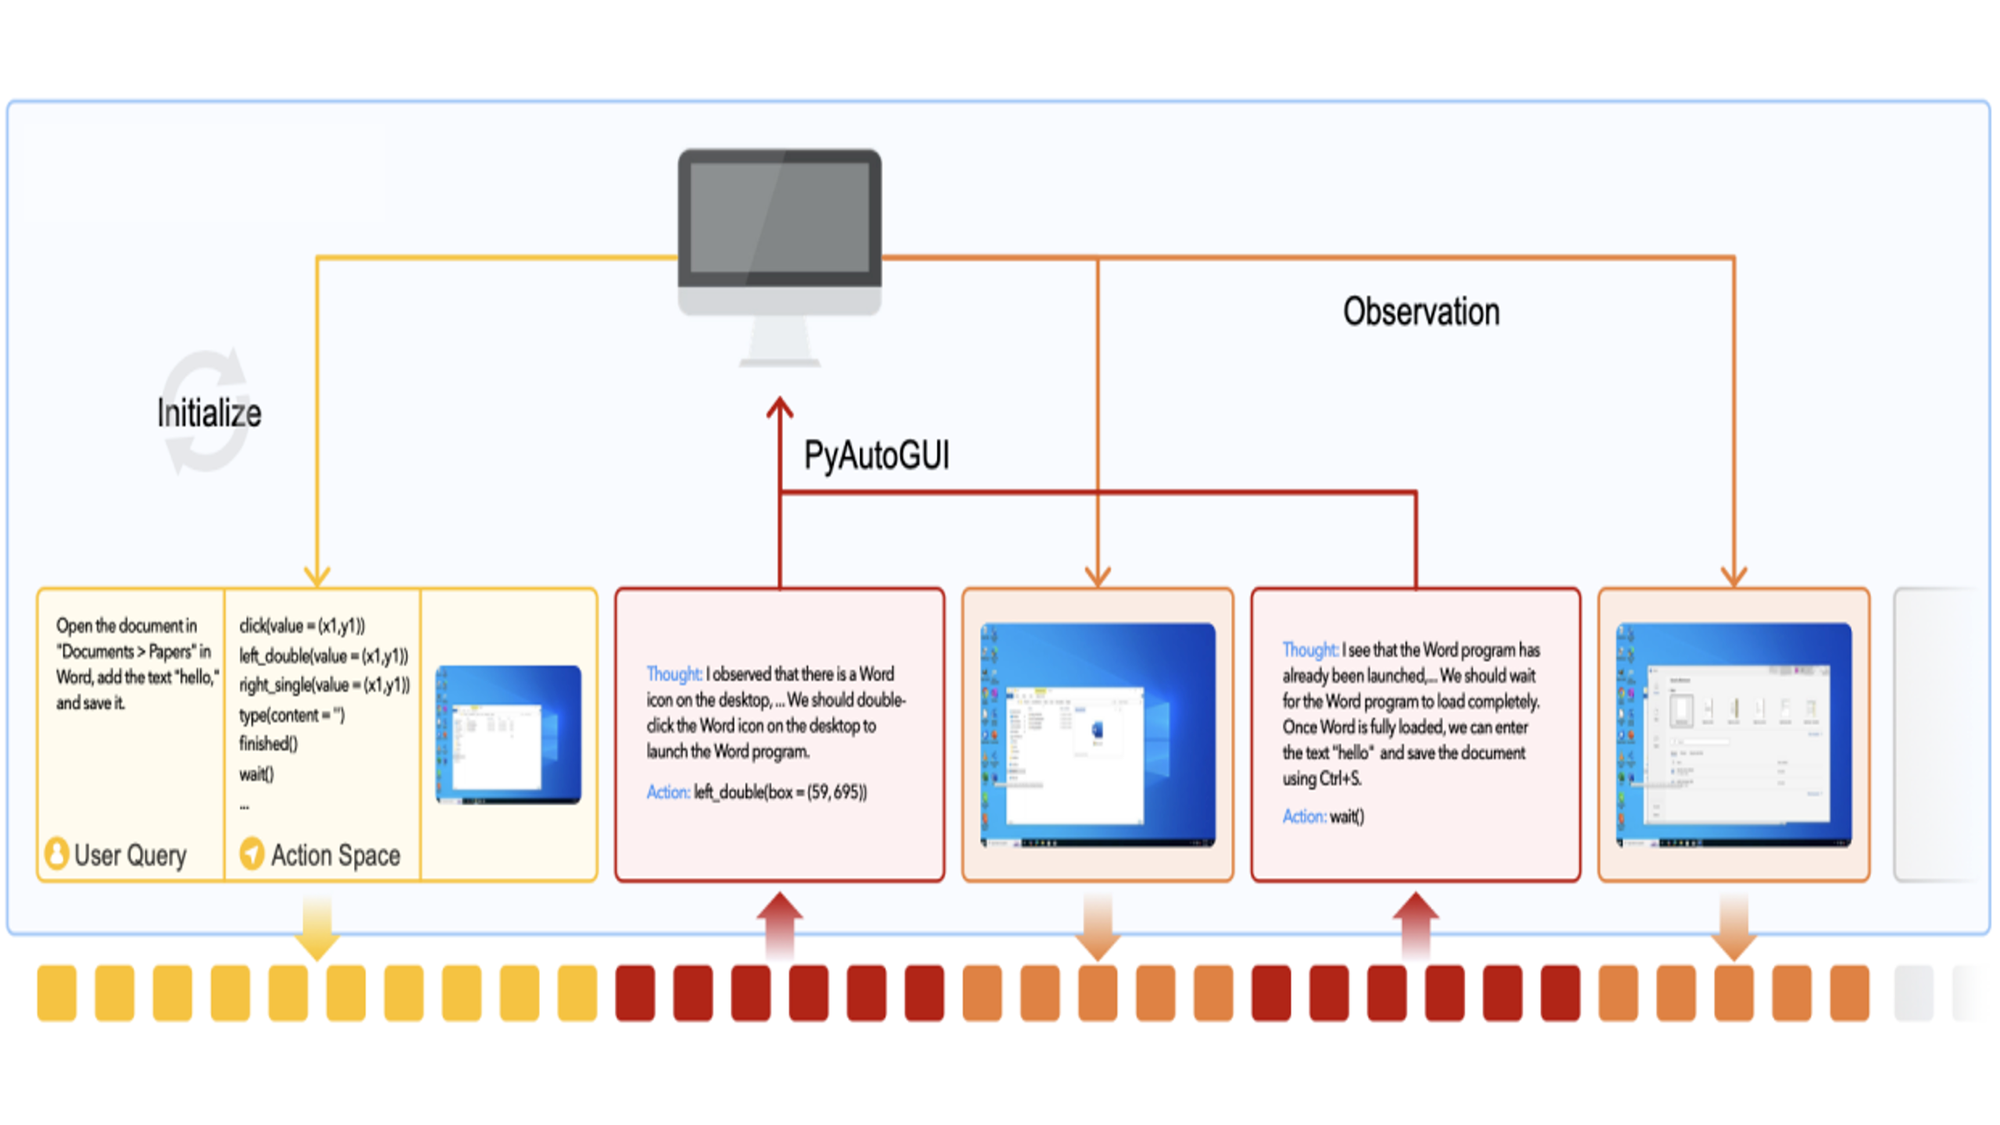 Observation
Initialize
PyAutoGUI
Open the document in
"Documents > Papers" in
Word, add the text "hello,"
and save it.
User Query
click(value = (x1,y1))
left_double(value = (x1,y1))
right_single(value = (x1,y1))
type(content = '')
finished()
wait()
...
Action Space
Thought: I observed that there is a Word
icon on the desktop, ... We should double-
click the Word icon on the desktop to
launch the Word program.
Action: left_double(box = (59, 695))
Thought: I see that the Word program has
already been launched,... We should wait
for the Word program to load completely.
Once Word is fully loaded, we can enter
the text "hello" and save the document
using Ctrl+S.
Action: wait()